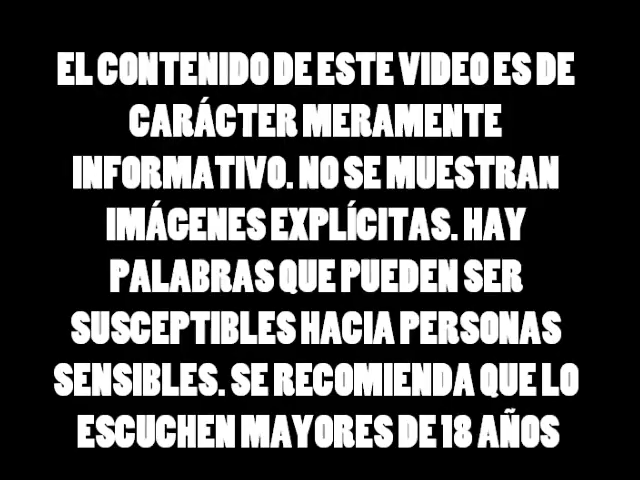 EL CONTENIDO DE ESTE VIDEO ES DE
CARÁCTER MERAMENTE
INFORMATIVO. NO SE MUESTRAN
IMÁGENES EXPLÍCITAS. HAY
PALABRAS QUE PUEDEN SER
SUSCEPTIBLES HACIA PERSONAS
SENSIBLES. SE RECOMIENDA QUE LO
ESCUCHEN MAYORES DE 18 AÑOS